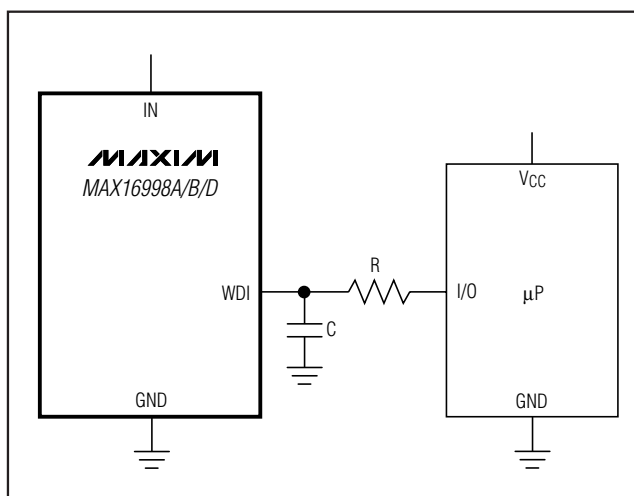 IN
MAXIM
MAX16998A/B/D
WDI
GND
R
C
VCC
I/O
μP
GND